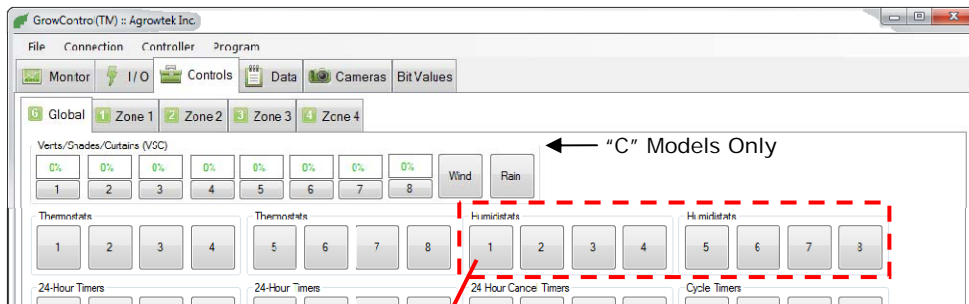 GrowControl(TM) :: Agrowtek Inc.
File Connection Controller Program
Monitor I/O Controls Data Cameras Bit Values
G Global 1 Zone 1 2 Zone 2 3 Zone 3 4 Zone 4
Vents/Shades/Curtains (VSC)
"C" Models Only
0% 0% 0% 0% 0% 0% 0% 0%
1 2 3 4 5 6 7 8 Wind Rain
Thermostats Thermostats Humidistats Humidistats
1 2 3 4 5 6 7 8 1 2 3 4 5 6 7 8
24-Hour Timers 24-Hour Timers 24 Hour Cancel Timers Cycle Timers